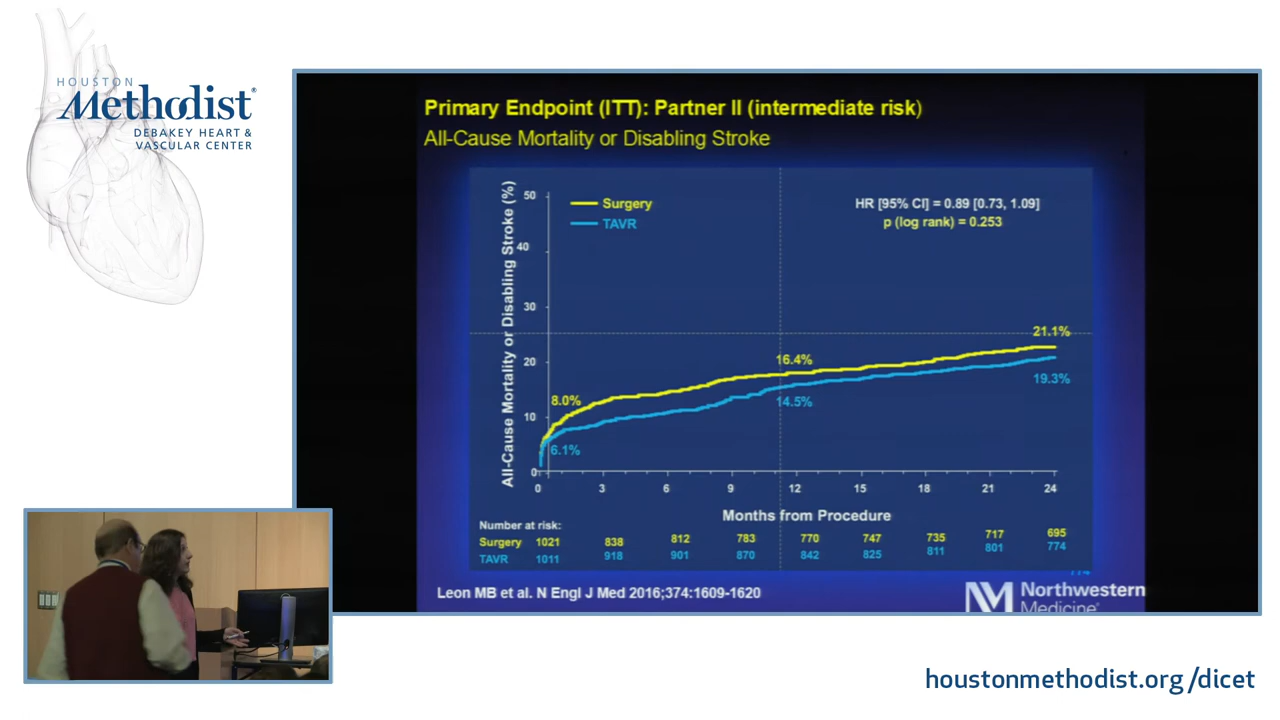 HOUSTON
Methodist®
DEBAKEY HEART &
VASCULAR CENTER
Primary Endpoint (ITT): Partner II (intermediate risk)
All-Cause Mortality or Disabling Stroke
All-Cause Mortality or Disabling Stroke (%)
50
40
30
20
10
0
Surgery
TAVR
HR [95% CI] = 0.89 [0.73, 1.09]
p (log rank) = 0.253
8.0%
16.4%
21.1%
6.1%
14.5%
19.3%
0 3 6 9 12 15 18 21 24
Months from Procedure
Number at risk:
Surgery 1021 838 812 783 770 747 735 717 695
TAVR 1011 918 901 870 842 825 811 801 774
774
Leon MB et al. N Engl J Med 2016;374:1609-1620
NM Northwestern
Medicine®
houstonmethodist.org/dicet